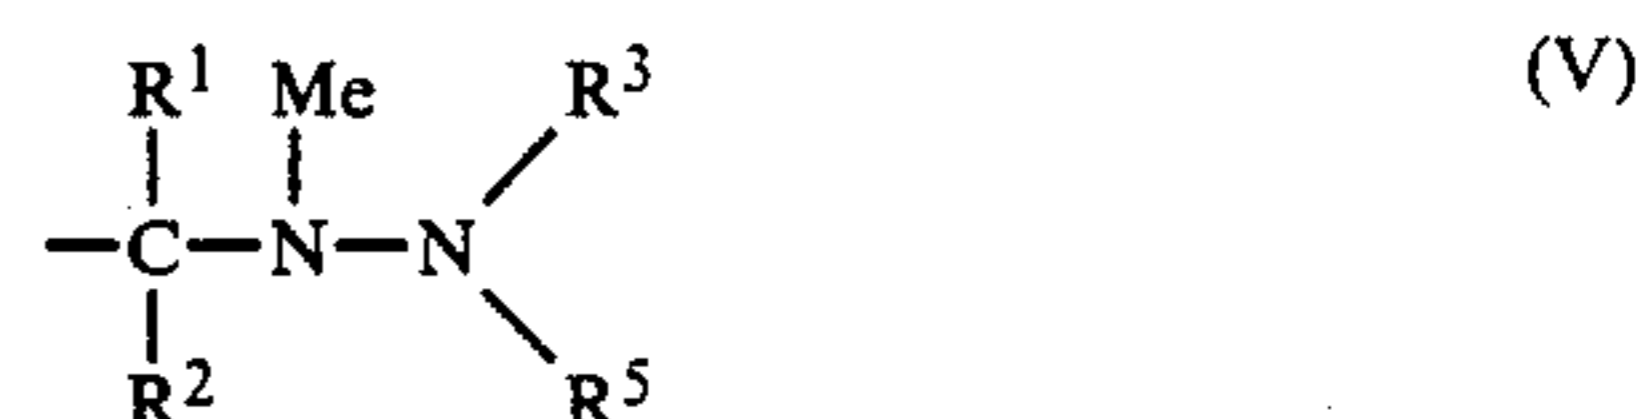 R¹ Me R³ (V)
—C—N—N
R² R⁵